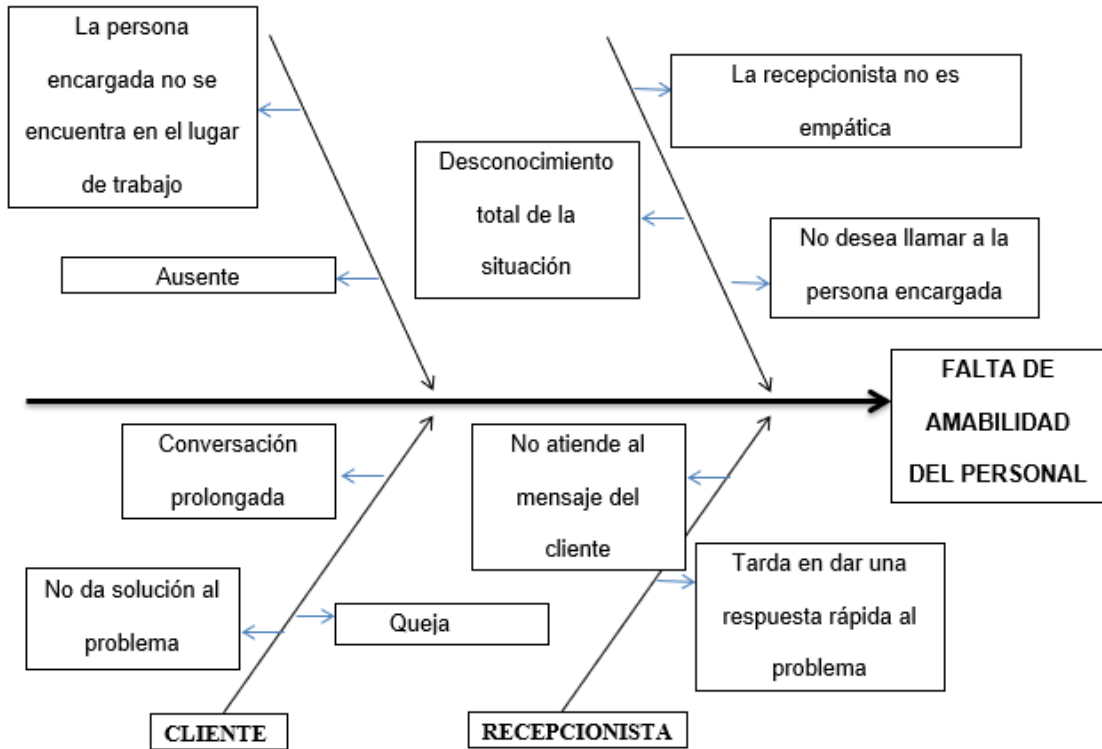 La persona
encargada no se
encuentra en el lugar
de trabajo
Ausente
La recepcionista no es
empática
Desconocimiento
total de la
situación
No desea llamar a la
persona encargada
FALTA DE
AMABILIDAD
DEL PERSONAL
Conversación
prolongada
No da solución al
problema
Queja
No atiende al
mensaje del
cliente
Tarda en dar una
respuesta rápida al
problema
CLIENTE
RECEPCIONISTA